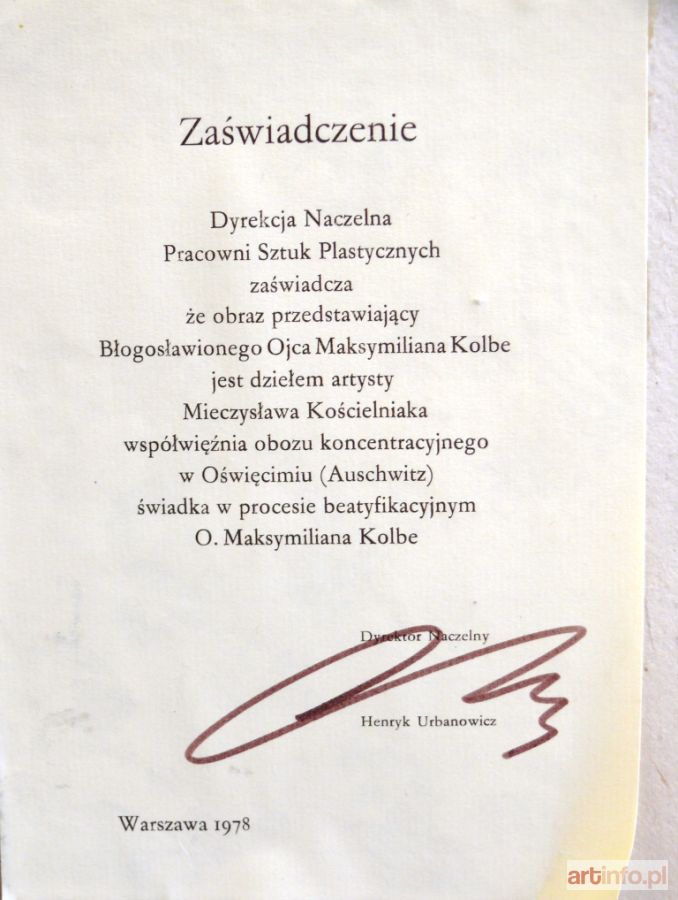 Zaświadczenie
Dyrekcja Naczelna
Pracowni Sztuk Plastycznych
zaświadcza
że obraz przedstawiający
Błogosławionego Ojca Maksymiliana Kolbe
jest dziełem artysty
Mieczysława Kościelniaka
współwięźnia obozu koncentracyjnego
w Oświęcimiu (Auschwitz)
świadka w procesie beatyfikacyjnym
O. Maksymiliana Kolbe
Dyrektor Naczelny
Henryk Urbanowicz
Warszawa 1978
artinfo.pl